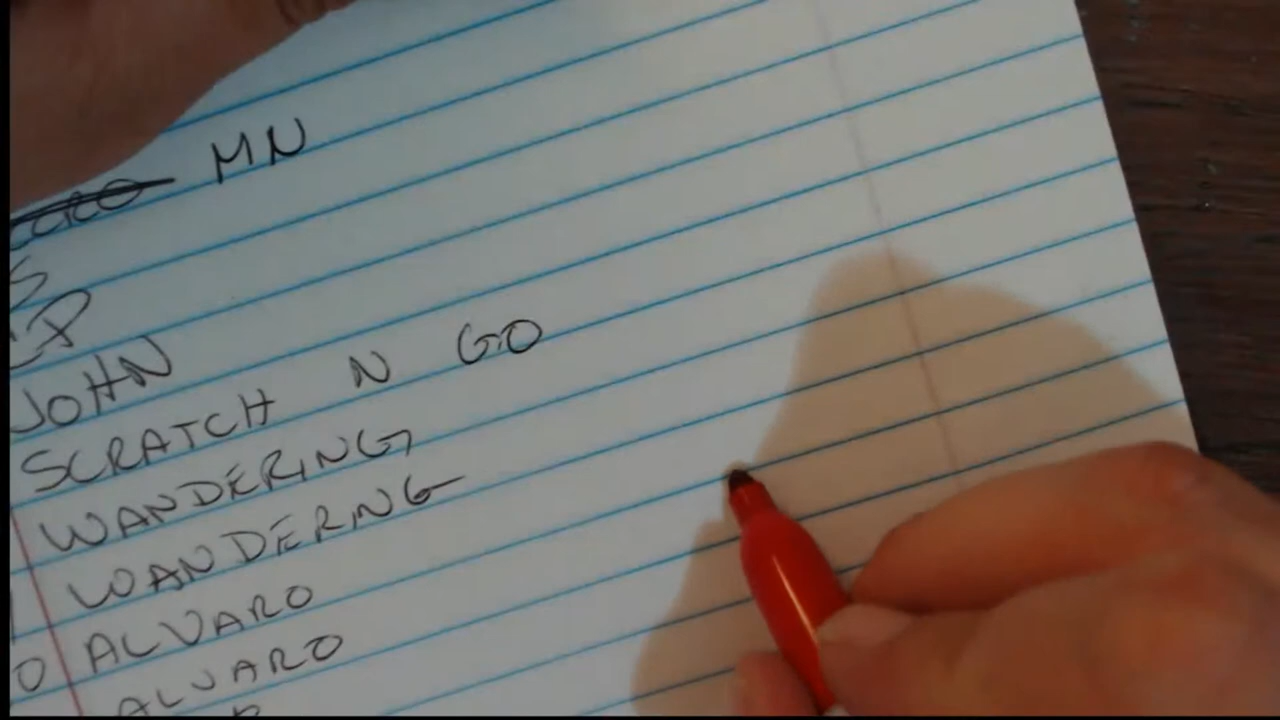 MN
S
JOHN
SCRATCH N GO
WANDERING
WANDERING
O ALVARO
ALVARO